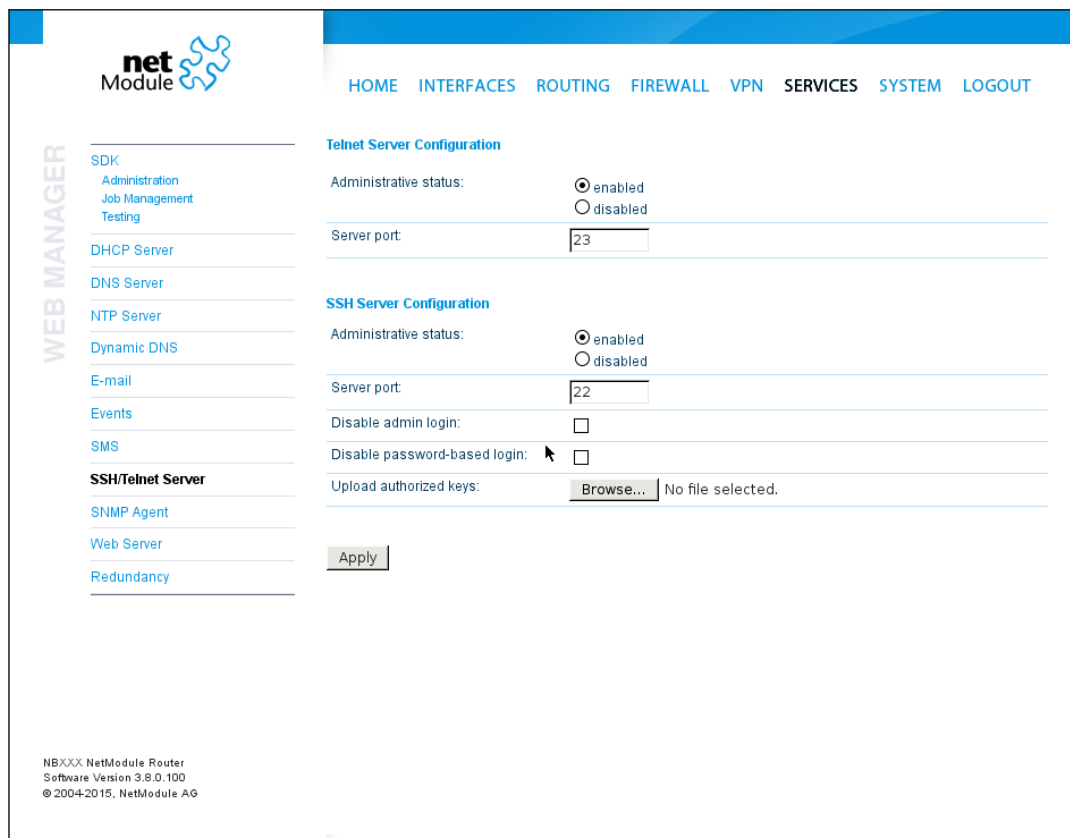 net
Module
HOME INTERFACES ROUTING FIREWALL VPN SERVICES SYSTEM LOGOUT
WEB MANAGER
SDK
Administration
Job Management
Testing
DHCP Server
DNS Server
NTP Server
Dynamic DNS
E-mail
Events
SMS
SSH/Telnet Server
SNMP Agent
Web Server
Redundancy
Telnet Server Configuration
Administrative status:
enabled
disabled
Server port:
23
SSH Server Configuration
Administrative status:
enabled
disabled
Server port:
22
Disable admin login:
Disable password-based login:
Upload authorized keys:
Browse... No file selected.
Apply
NBXXX NetModule Router
Software Version 3.8.0.100
© 2004-2015, NetModule AG